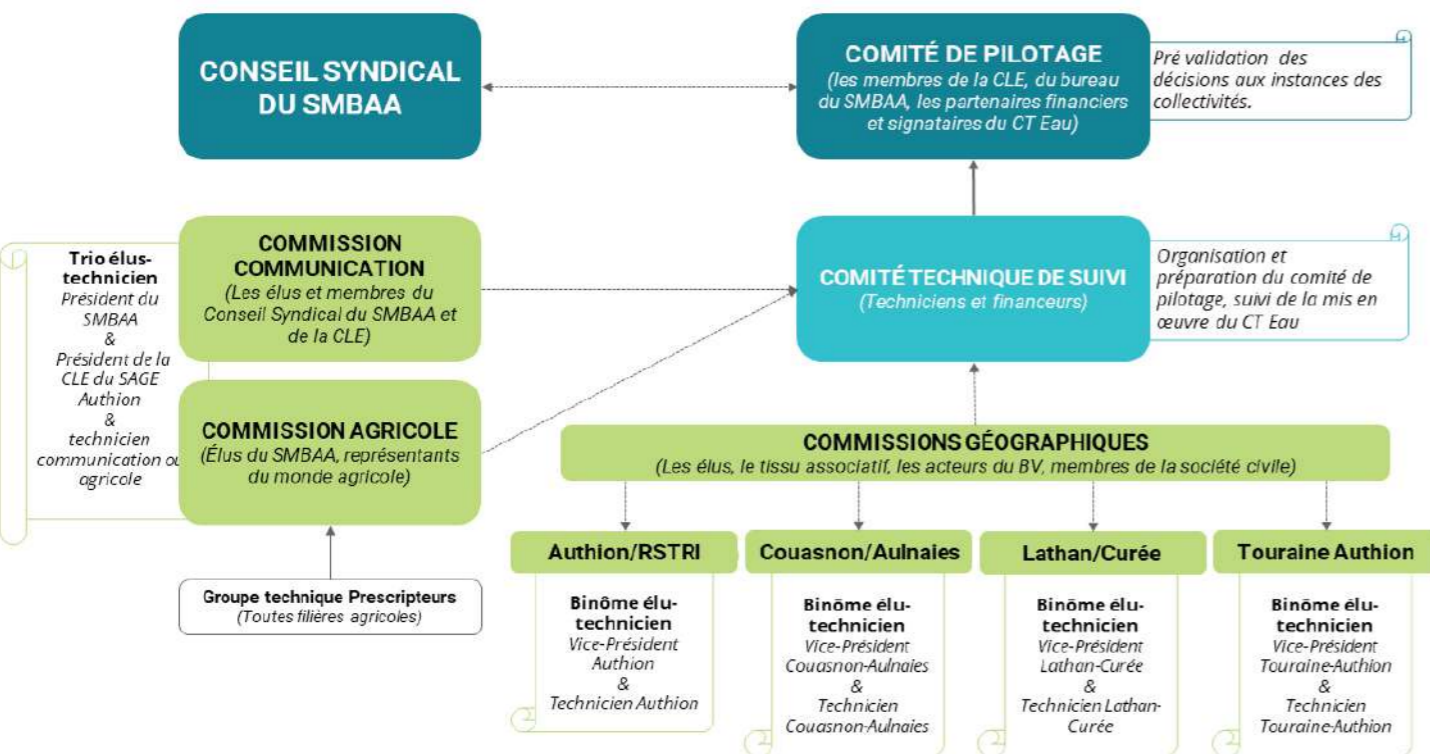 CONSEIL SYNDICAL
DU SMBAA
COMITÉ DE PILOTAGE
(les membres de la CLE, du bureau
du SMBAA, les partenaires financiers
et signataires du CT Eau)
Pré validation des
décisions aux instances des
collectivités.
Trio élus-
technicien
Président du
SMBAA
&
Président de la
CLE du SAGE
Authion
&
technicien
communication ou
agricole
COMMISSION
COMMUNICATION
(Les élus et membres du
Conseil Syndical du SMBAA et
de la CLE)
COMITÉ TECHNIQUE DE SUIVI
(Techniciens et financeurs)
Organisation et
préparation du comité de
pilotage, suivi de la mis en
œuvre du CT Eau
COMMISSION AGRICOLE
(Élus du SMBAA, représentants
du monde agricole)
COMMISSIONS GÉOGRAPHIQUES
(Les élus, le tissu associatif, les acteurs du BV, membres de la société civile)
Groupe technique Prescripteurs
(Toutes filières agricoles)
Authion/RSTRI
Binôme élu-
technicien
Vice-Président
Authion
&
Technicien Authion
Couasnon/Aulnaies
Binôme élu-
technicien
Vice-Président
Couasnon-Aulnaies
&
Technicien
Couasnon-Aulnaies
Lathan/Curée
Binôme élu-
technicien
Vice-Président
Lathan-Curée
&
Technicien Lathan-
Curée
Touraine Authion
Binôme élu-
technicien
Vice-Président
Touraine-Authion
&
Technicien
Touraine-Authion